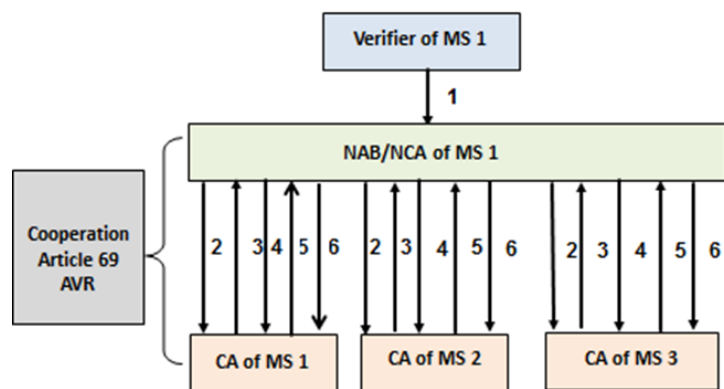 Verifier of MS 1
1
NAB/NCA of MS 1
Cooperation
Article 69
AVR
2 3 4 5 6 2 3 4 5 6 2 3 4 5 6
CA of MS 1 CA of MS 2 CA of MS 3